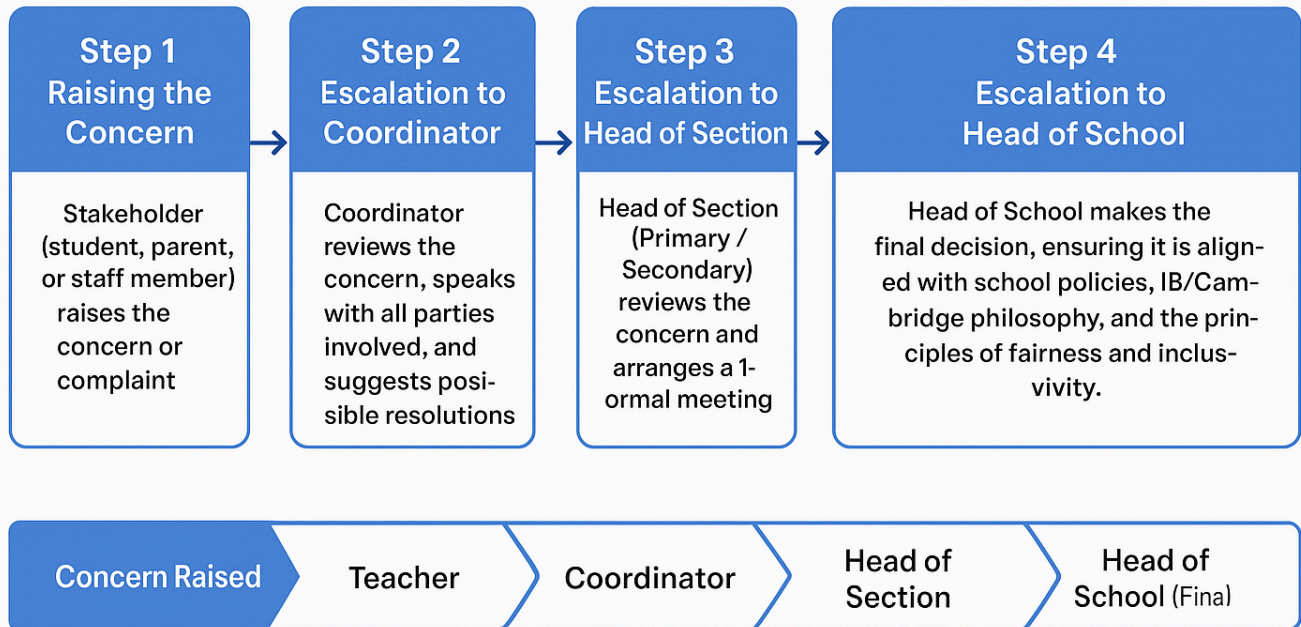 Step 1
Raising the
Concern
Stakeholder
(student, parent,
or staff member)
raises the
concern or
complaint
Step 2
Escalation to
Coordinator
Coordinator
reviews the
concern, speaks
with all parties
involved, and
suggests posi-
sible resolutions
Step 3
Escalation to
Head of Section
Head of Section
(Primary /
Secondary)
reviews the
concern and
arranges a 1-
ormal meeting
Step 4
Escalation to
Head of School
Head of School makes the
final decision, ensuring it is align-
ed with school policies, IB/Cam-
bridge philosophy, and the prin-
ciples of fairness and inclus-
vivity.
Concern Raised
Teacher
Coordinator
Head of
Section
Head of
School (Fina)